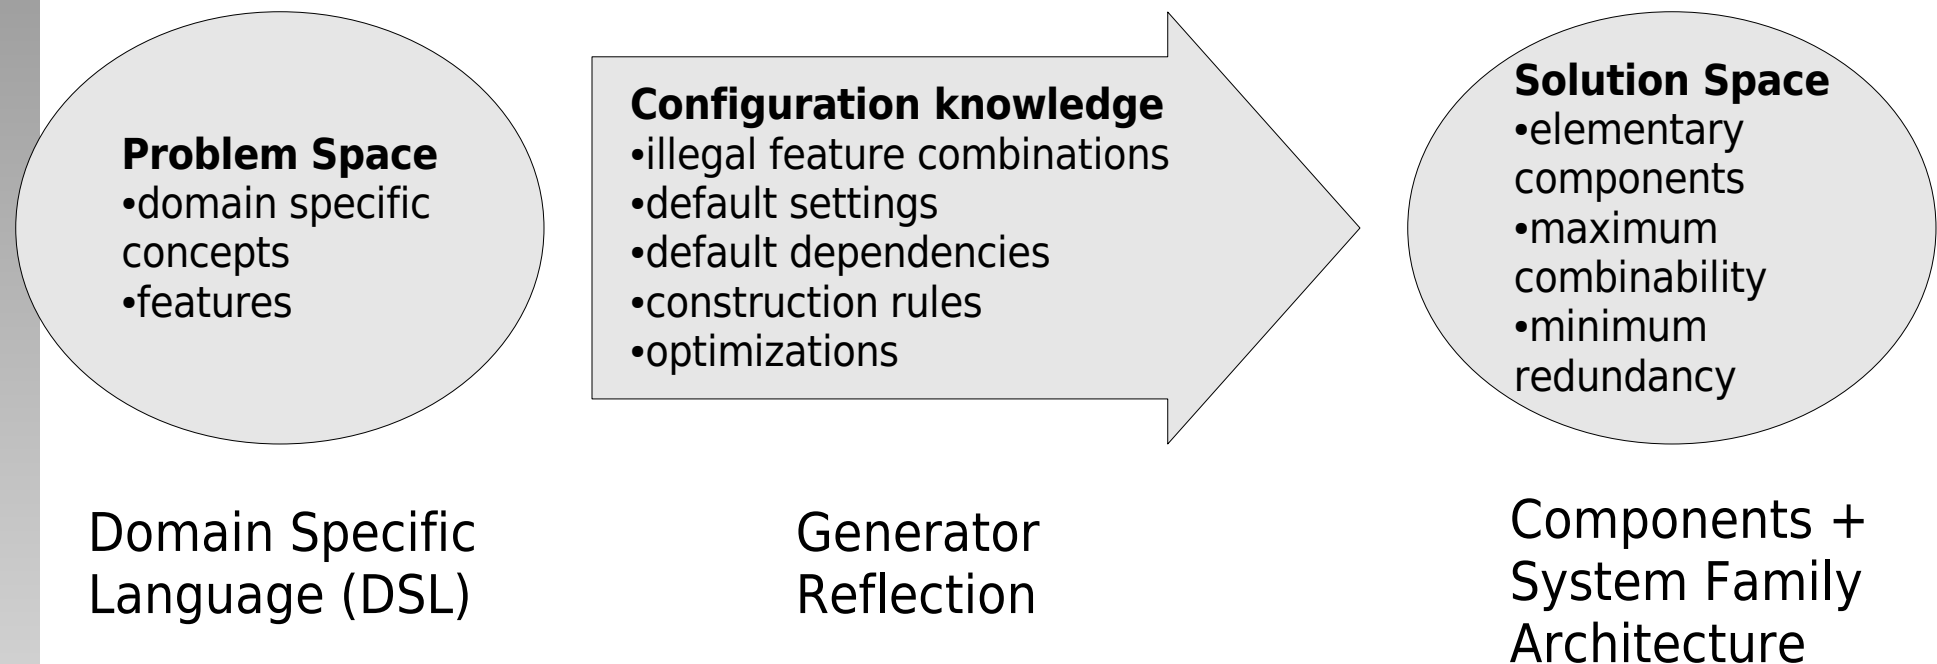 Problem Space
•domain specific
concepts
•features
Configuration knowledge
•illegal feature combinations
•default settings
•default dependencies
•construction rules
•optimizations
Solution Space
•elementary
components
•maximum
combinability
•minimum
redundancy
Domain Specific
Language (DSL)
Generator
Reflection
Components +
System Family
Architecture